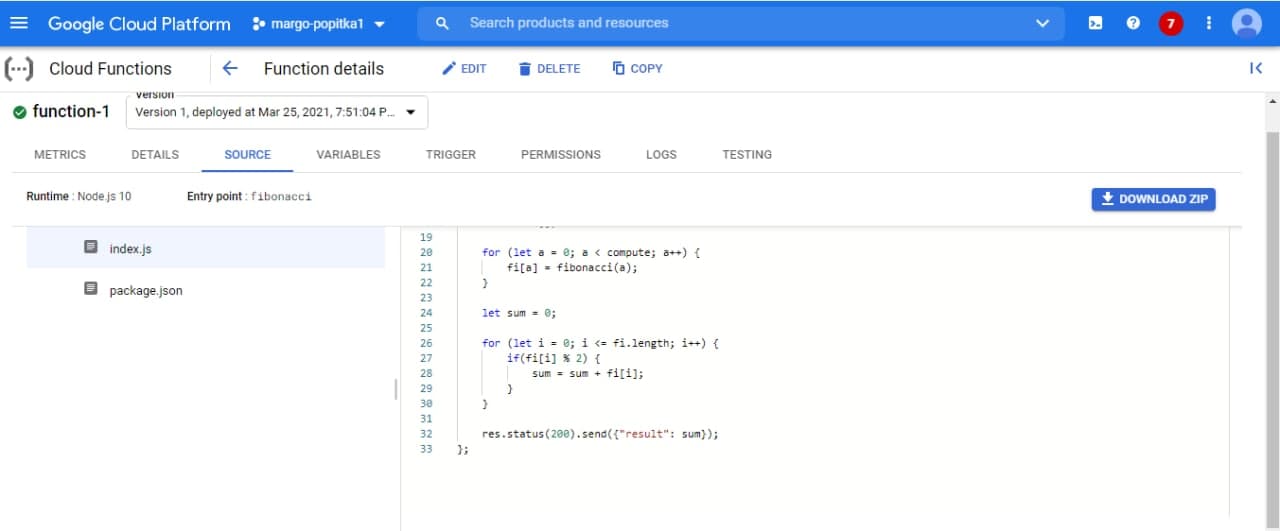 Google Cloud Platform margo-popitka1 Search products and resources 7
Cloud Functions Function details EDIT DELETE COPY
Version
function-1 Version 1, deployed at Mar 25, 2021, 7:51:04 P...
METRICS DETAILS SOURCE VARIABLES TRIGGER PERMISSIONS LOGS TESTING
Runtime : Node.js 10 Entry point : fibonacci DOWNLOAD ZIP
index.js
package.json
19
20 for (let a = 0; a < compute; a++) {
21 fi[a] = fibonacci(a);
22 }
23
24 let sum = 0;
25
26 for (let i = 0; i <= fi.length; i++) {
27 if(fi[i] % 2) {
28 sum = sum + fi[i];
29 }
30 }
31
32 res.status(200).send({"result": sum});
33 };